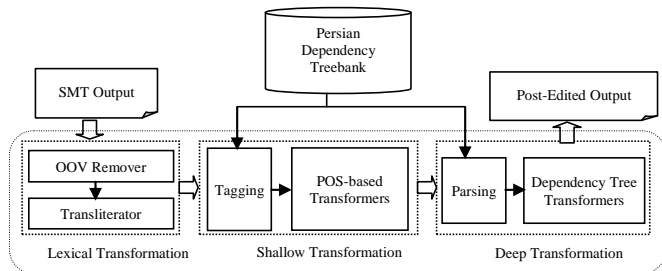 Persian
Dependency
Treebank
SMT Output
Post-Edited Output
OOV Remover
Transliterator
Tagging
POS-based
Transformers
Parsing
Dependency Tree
Transformers
Lexical Transformation
Shallow Transformation
Deep Transformation